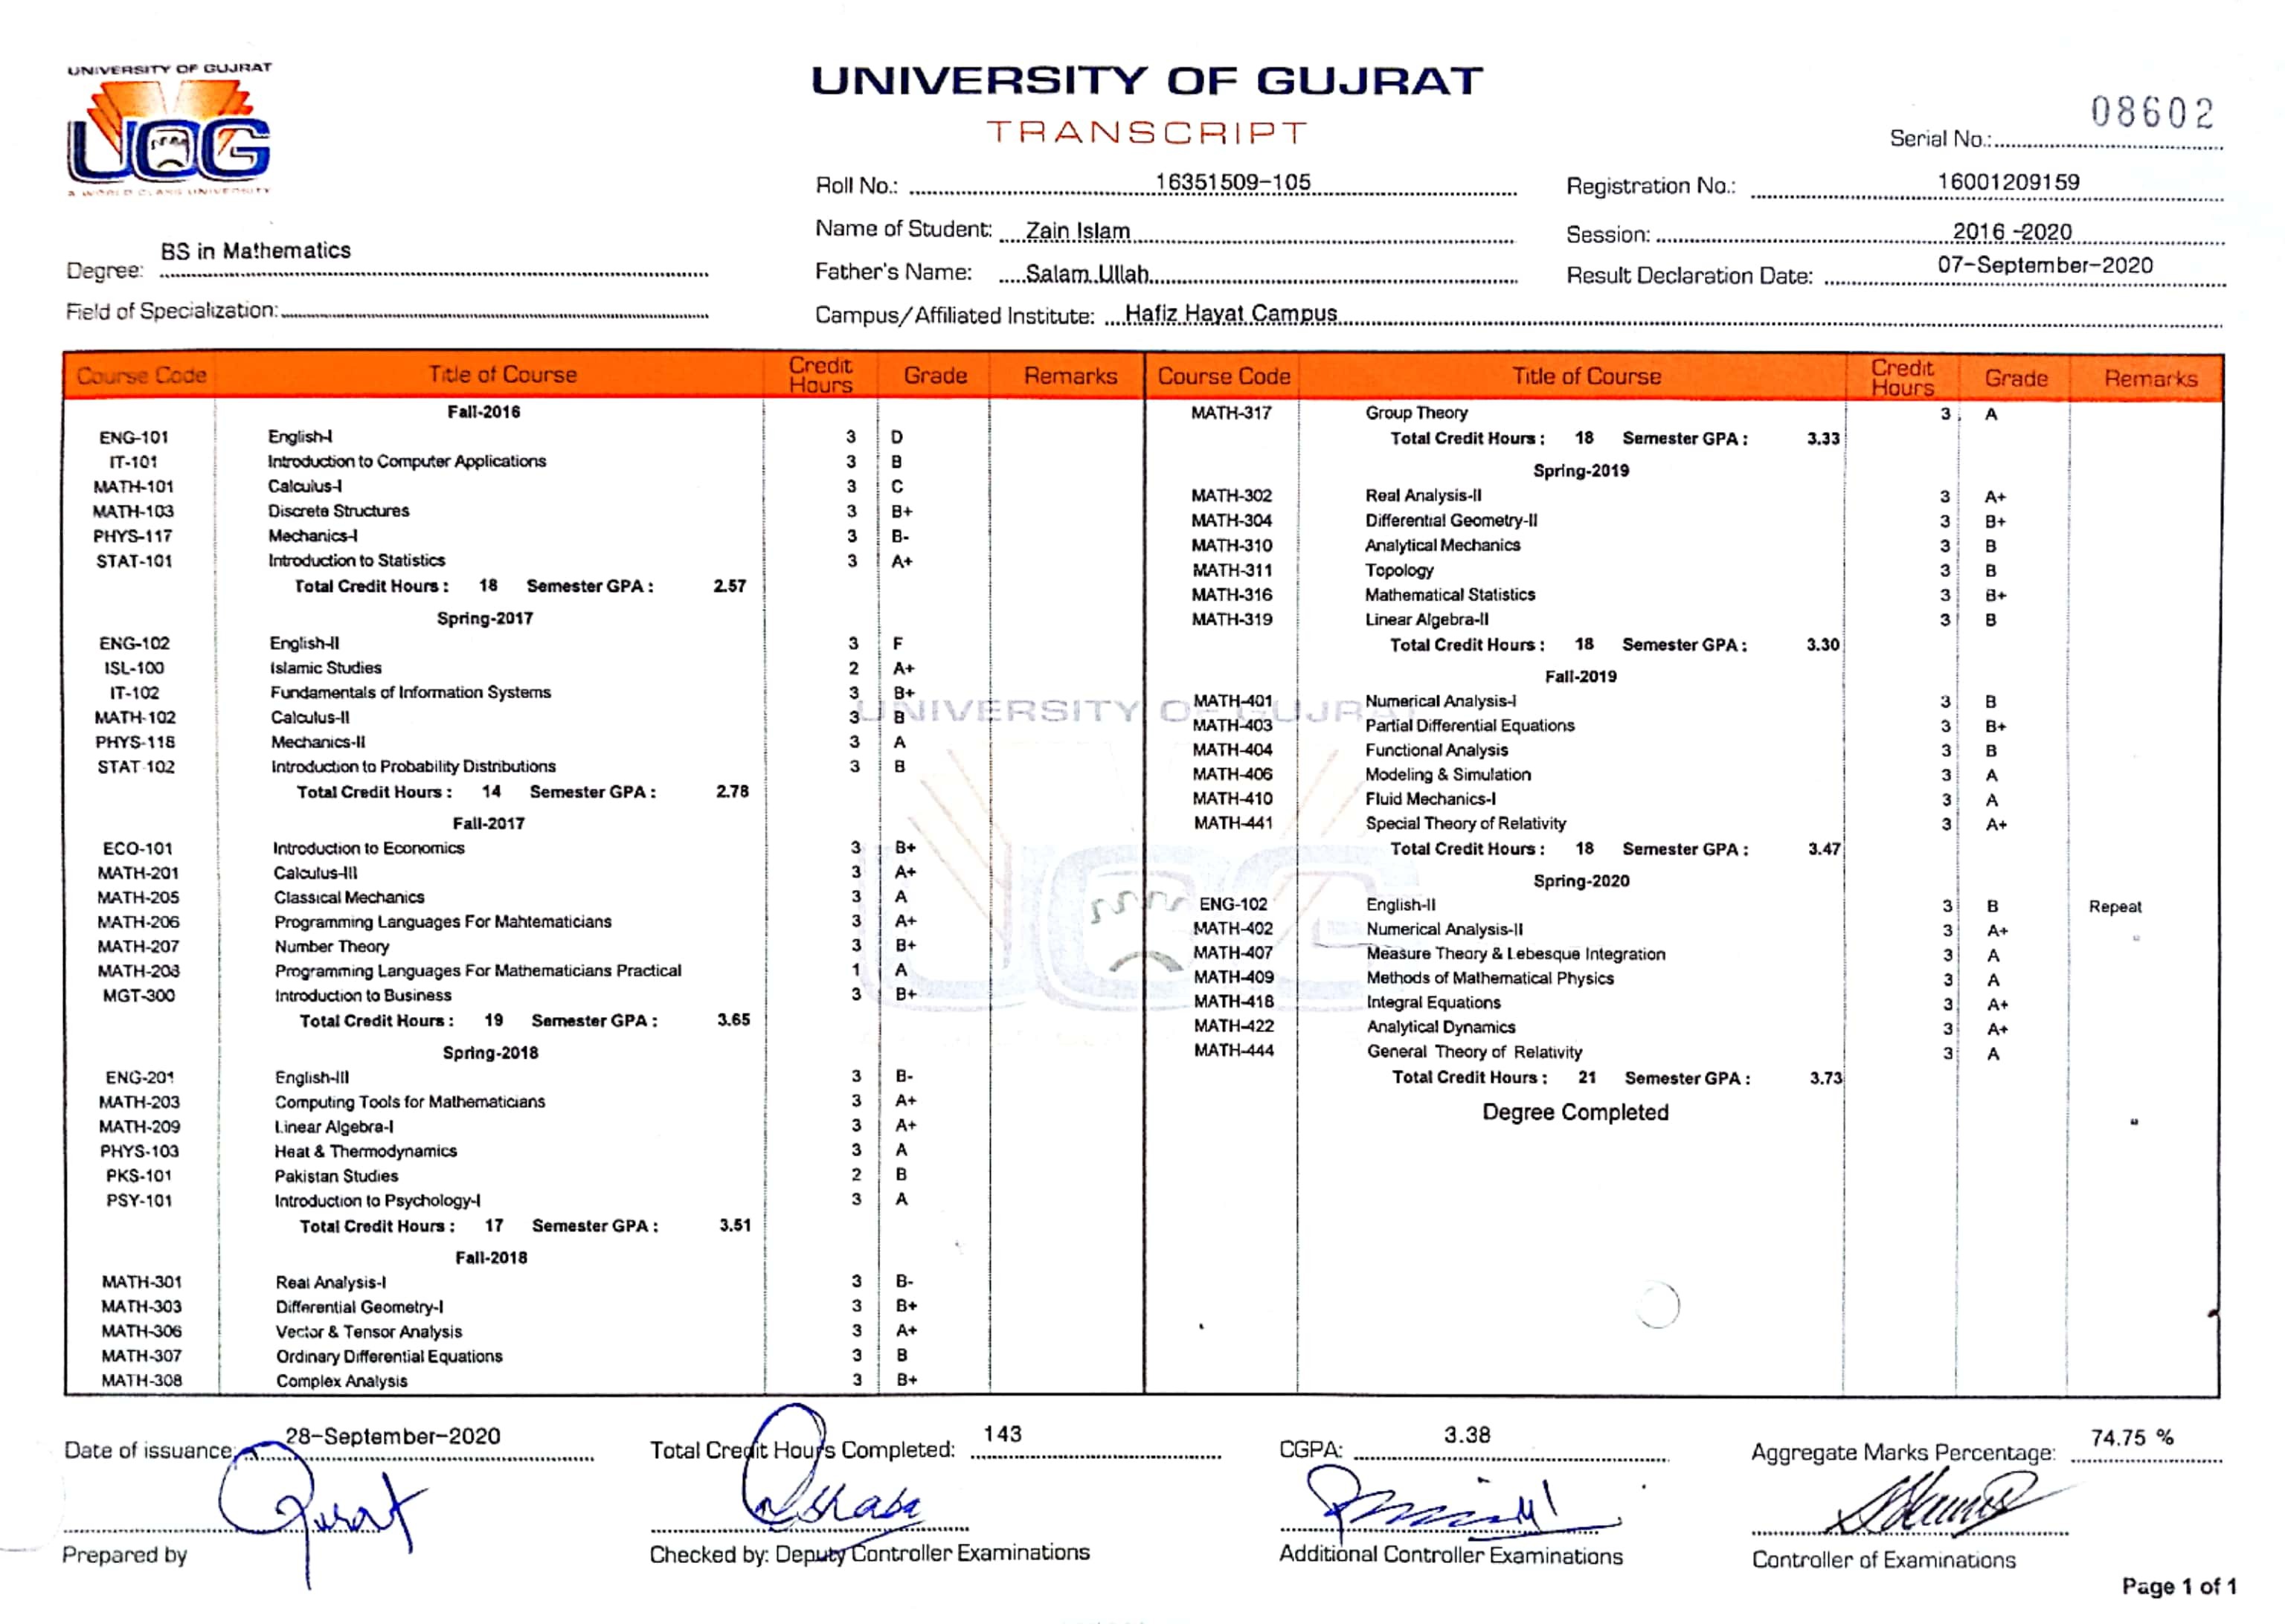 UNIVERSITY OF GUJRAT
UOG
A WORLD CLASS UNIVERSITY
UNIVERSITY OF GUJRAT
TRANSCRIPT
08602
Serial No.:
Roll No.: 16351509-105
Registration No.: 16001209159
Name of Student: Zain Islam
Session: 2016-2020
Degree: BS in Mathematics
Father's Name: Salam Ullah
Result Declaration Date: 07-September-2020
Field of Specialization:
Campus/Affiliated Institute: Hafiz Hayat Campus
Course Code Title of Course Credit Hours Grade Remarks
Fall-2016
ENG-101 English-I 3 D
IT-101 Introduction to Computer Applications 3 B
MATH-101 Calculus-I 3 C
MATH-103 Discrete Structures 3 B+
PHYS-117 Mechanics-I 3 B-
STAT-101 Introduction to Statistics 3 A+
Total Credit Hours : 18 Semester GPA : 2.57
Spring-2017
ENG-102 English-II 3 F
ISL-100 Islamic Studies 2 A+
IT-102 Fundamentals of Information Systems 3 B+
MATH-102 Calculus-II 3 B
PHYS-118 Mechanics-II 3 A
STAT-102 Introduction to Probability Distributions 3 B
Total Credit Hours : 14 Semester GPA : 2.78
Fall-2017
ECO-101 Introduction to Economics 3 B+
MATH-201 Calculus-III 3 A+
MATH-205 Classical Mechanics 3 A
MATH-206 Programming Languages For Mahtematicians 3 A+
MATH-207 Number Theory 3 B+
MATH-208 Programming Languages For Mathematicians Practical 1 A
MGT-300 Introduction to Business 3 B+
Total Credit Hours : 19 Semester GPA : 3.65
Spring-2018
ENG-201 English-III 3 B-
MATH-203 Computing Tools for Mathematicians 3 A+
MATH-209 Linear Algebra-I 3 A+
PHYS-103 Heat & Thermodynamics 3 A
PKS-101 Pakistan Studies 2 B
PSY-101 Introduction to Psychology-I 3 A
Total Credit Hours : 17 Semester GPA : 3.51
Fall-2018
MATH-301 Real Analysis-I 3 B-
MATH-303 Differential Geometry-I 3 B+
MATH-306 Vector & Tensor Analysis 3 A+
MATH-307 Ordinary Differential Equations 3 B
MATH-308 Complex Analysis 3 B+
Course Code Title of Course Credit Hours Grade Remarks
MATH-317 Group Theory 3 A
Total Credit Hours : 18 Semester GPA : 3.33
Spring-2019
MATH-302 Real Analysis-II 3 A+
MATH-304 Differential Geometry-II 3 B+
MATH-310 Analytical Mechanics 3 B
MATH-311 Topology 3 B
MATH-316 Mathematical Statistics 3 B+
MATH-319 Linear Algebra-II 3 B
Total Credit Hours : 18 Semester GPA : 3.30
Fall-2019
MATH-401 Numerical Analysis-I 3 B
MATH-403 Partial Differential Equations 3 B+
MATH-404 Functional Analysis 3 B
MATH-406 Modeling & Simulation 3 A
MATH-410 Fluid Mechanics-I 3 A
MATH-441 Special Theory of Relativity 3 A+
Total Credit Hours : 18 Semester GPA : 3.47
Spring-2020
ENG-102 English-II 3 B Repeat
MATH-402 Numerical Analysis-II 3 A+
MATH-407 Measure Theory & Lebesque Integration 3 A
MATH-409 Methods of Mathematical Physics 3 A
MATH-418 Integral Equations 3 A+
MATH-422 Analytical Dynamics 3 A+
MATH-444 General Theory of Relativity 3 A
Total Credit Hours : 21 Semester GPA : 3.73
Degree Completed
UNIVERSITY OF GUJRAT
UOG
Date of issuance: 28-September-2020
Total Credit Hours Completed: 143
CGPA: 3.38
Aggregate Marks Percentage: 74.75 %
Prepared by
Checked by: Deputy Controller Examinations
Additional Controller Examinations
Controller of Examinations
Page 1 of 1